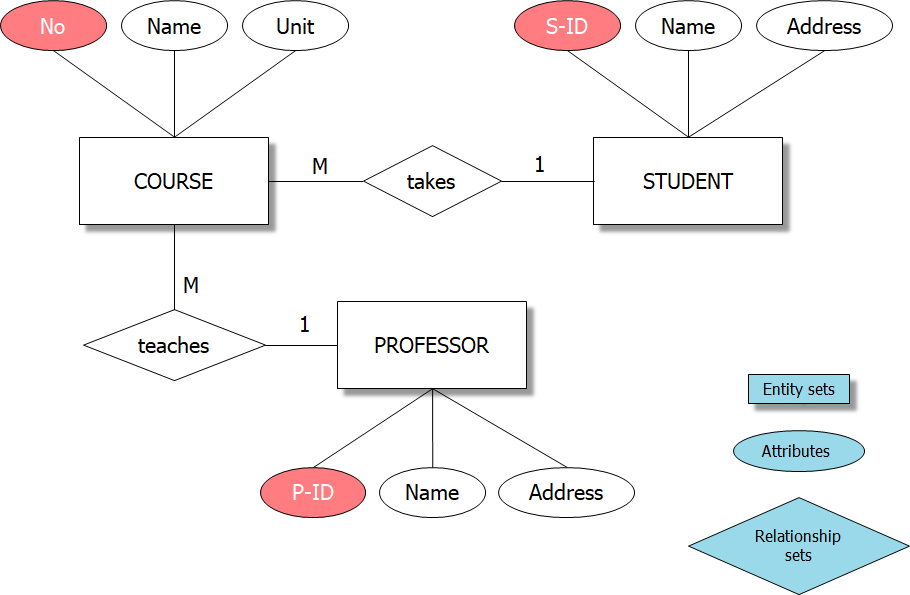 No
Name
Unit
S-ID
Name
Address
COURSE
M
takes
1
STUDENT
M
teaches
1
PROFESSOR
P-ID
Name
Address
Entity sets
Attributes
Relationship
sets